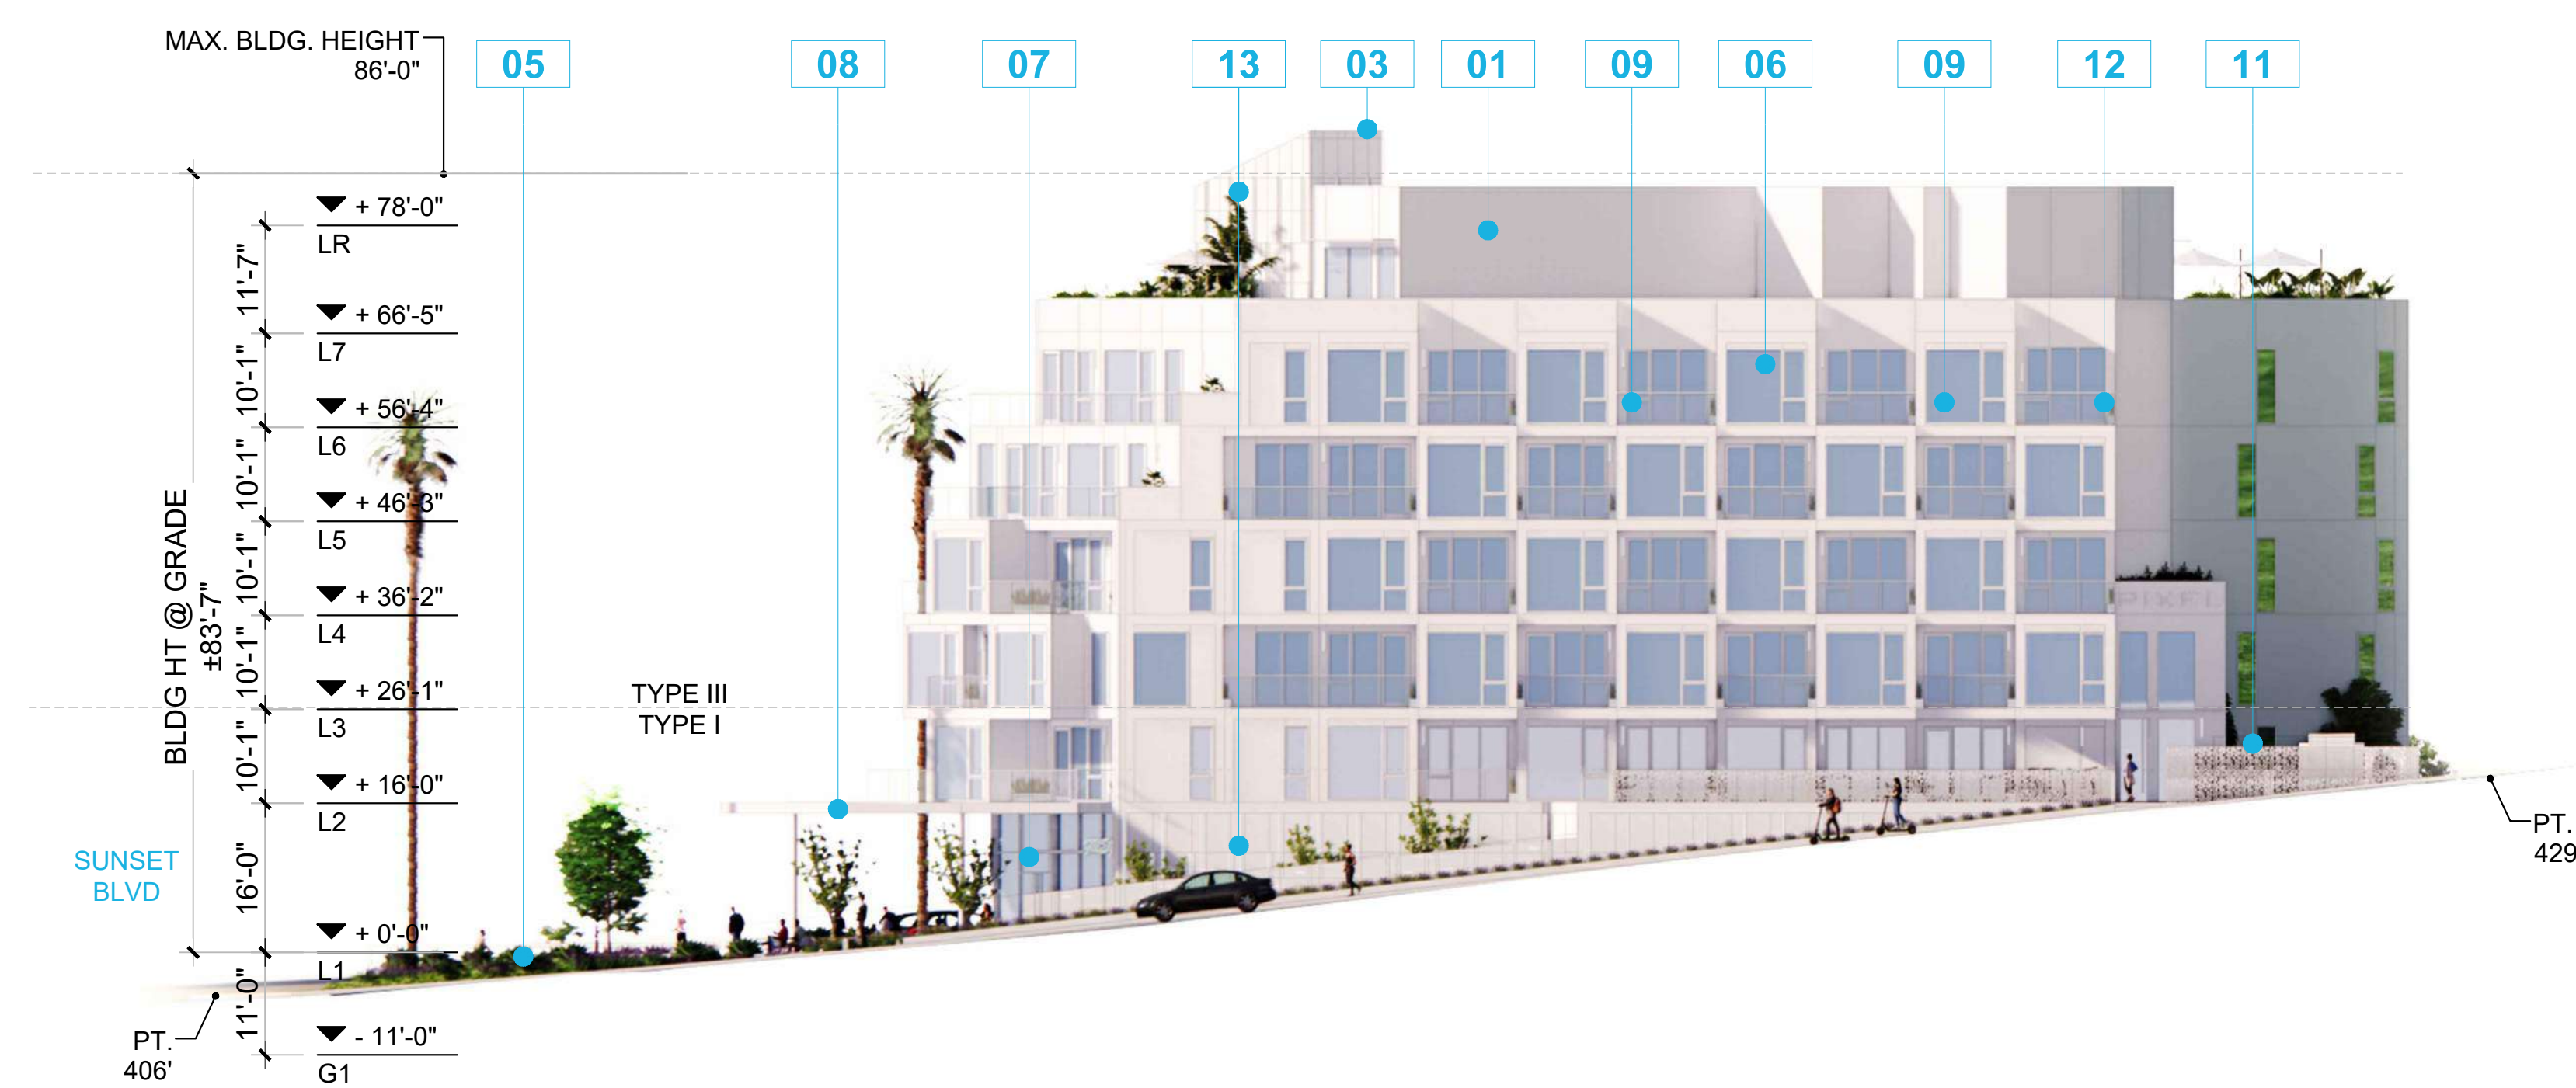 MAX. BLDG. HEIGHT
86'-0"
05
08
07
13
03
01
09
06
09
12
11
+ 78'-0"
LR
11'-7"
+ 66'-5"
L7
10'-1"
+ 56'-4"
L6
10'-1"
+ 46'-3"
L5
10'-1"
+ 36'-2"
L4
10'-1"
+ 26'-1"
L3
10'-1"
+ 16'-0"
L2
16'-0"
+ 0'-0"
L1
11'-0"
- 11'-0"
G1
BLDG HT @ GRADE
±83'-7"
TYPE III
TYPE I
SUNSET
BLVD
PT.
406'
PIXEL
PT.
429